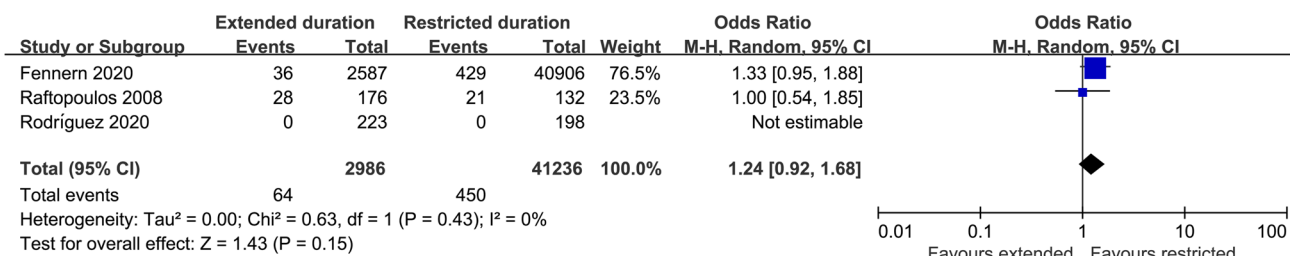 Extended duration Restricted duration Odds Ratio Odds Ratio
Study or Subgroup Events Total Events Total Weight M-H, Random, 95% CI M-H, Random, 95% CI
Fennern 2020 36 2587 429 40906 76.5% 1.33 [0.95, 1.88]
Raftopoulos 2008 28 176 21 132 23.5% 1.00 [0.54, 1.85]
Rodríguez 2020 0 223 0 198 Not estimable
Total (95% CI) 2986 41236 100.0% 1.24 [0.92, 1.68]
Total events 64 450
Heterogeneity: Tau² = 0.00; Chi² = 0.63, df = 1 (P = 0.43); I² = 0%
Test for overall effect: Z = 1.43 (P = 0.15)
0.01 0.1 1 10 100
Favours extended Favours restricted